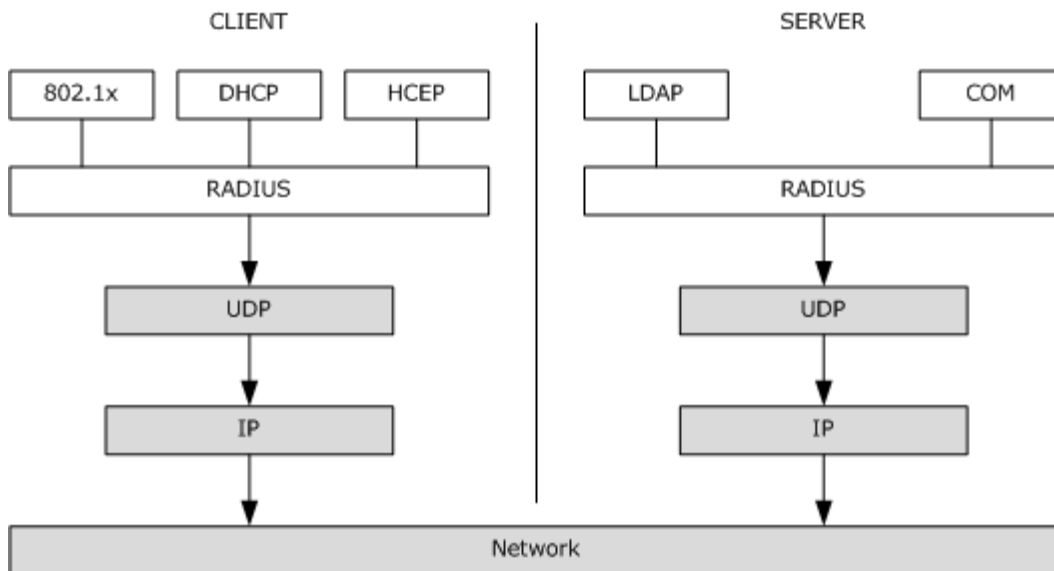 CLIENT
SERVER
802.1x
DHCP
HCEP
LDAP
COM
RADIUS
RADIUS
UDP
UDP
IP
IP
Network